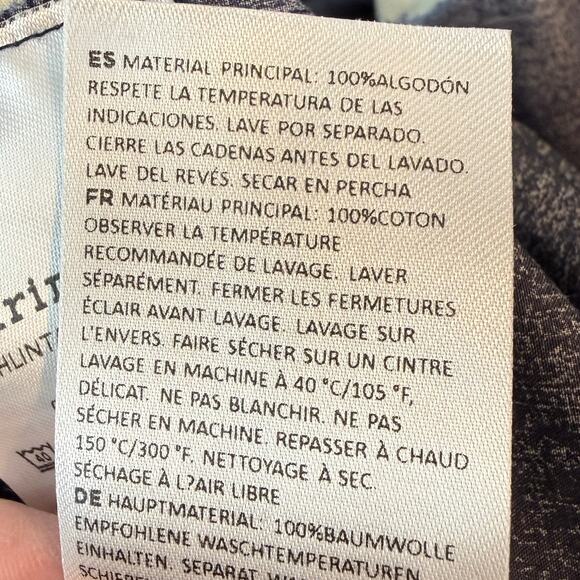 ES MATERIAL PRINCIPAL: 100%ALGODÓN
RESPETE LA TEMPERATURA DE LAS
INDICACIONES. LAVE POR SEPARADO.
CIERRE LAS CADENAS ANTES DEL LAVADO.
LAVE DEL REVÉS. SECAR EN PERCHA
FR MATÉRIAU PRINCIPAL: 100%COTON
OBSERVER LA TEMPÉRATURE
RECOMMANDÉE DE LAVAGE. LAVER
SÉPARÉMENT. FERMER LES FERMETURES
ÉCLAIR AVANT LAVAGE. LAVAGE SUR
L'ENVERS. FAIRE SÉCHER SUR UN CINTRE
LAVAGE EN MACHINE À 40 °C/105 °F,
DÉLICAT. NE PAS BLANCHIR. NE PAS
SÉCHER EN MACHINE. REPASSER À CHAUD
150 °C/300 °F. NETTOYAGE À SEC.
SÉCHAGE À L?AIR LIBRE
DE HAUPTMATERIAL: 100%BAUMWOLLE
EMPFOHLENE WASCHTEMPERATUREN
EINHALTEN. SEPARAT
40